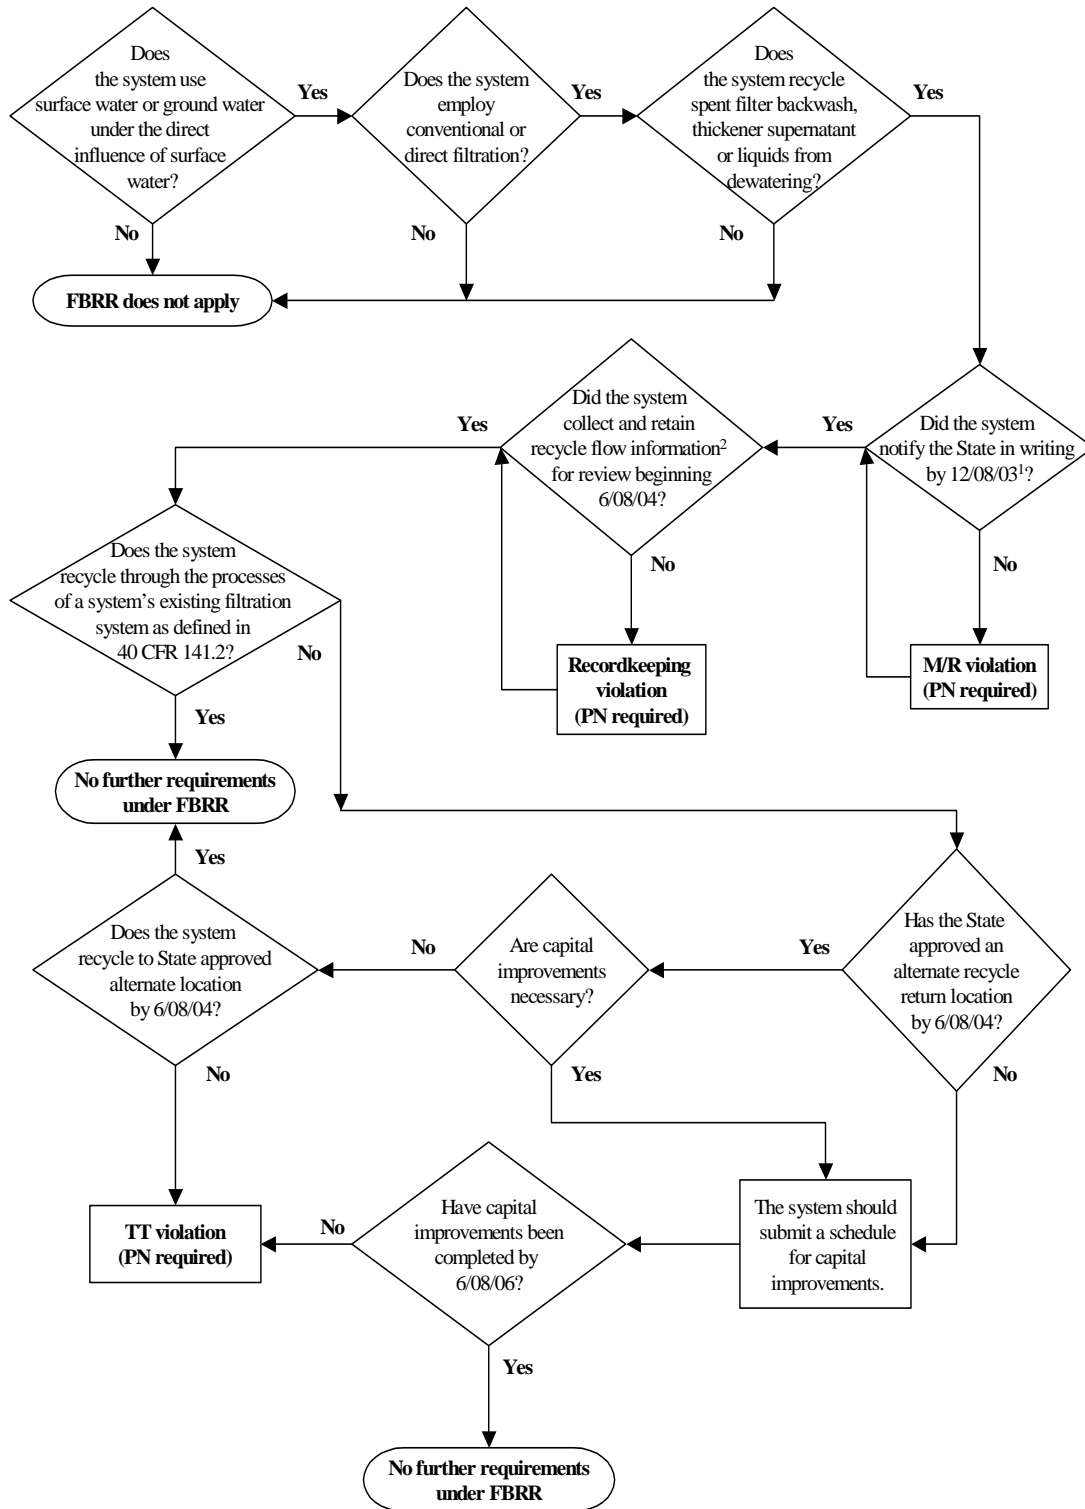 Does
the system use
surface water or ground water
under the direct
influence of surface
water?
Yes
No
Does the system
employ
conventional or
direct filtration?
Yes
No
Does
the system recycle
spent filter backwash,
thickener supernatant
or liquids from
dewatering?
Yes
No
FBRR does not apply
Did the system
notify the State in writing
by 12/08/03¹?
Yes
No
M/R violation
(PN required)
Did the system
collect and retain
recycle flow information²
for review beginning
6/08/04?
Yes
No
Recordkeeping
violation
(PN required)
Does the system
recycle through the processes
of a system's existing filtration
system as defined in
40 CFR 141.2?
No
Yes
No further requirements
under FBRR
Yes
Does the system
recycle to State approved
alternate location
by 6/08/04?
No
No
Are capital
improvements
necessary?
Yes
Yes
Has the State
approved an
alternate recycle
return location
by 6/08/04?
No
TT violation
(PN required)
No
Have capital
improvements been
completed by
6/08/06?
Yes
The system should
submit a schedule
for capital
improvements.
No further requirements
under FBRR